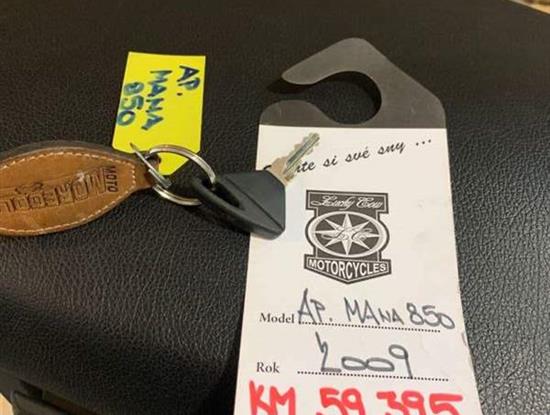 AP.
MANA
850
MOTO
...te si své sny ...
Lucky Cow
MOTORCYCLES
Model AP. MANA 850
Rok 2009
KM 59.395